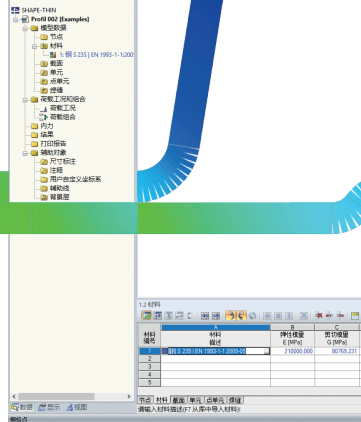 SHAPE-THIN
Profil 002 [Examples]
模型数据
节点
材料
1: 钢 S 235 | EN 1993-1-1:200
截面
单元
点单元
焊缝
荷载工况和组合
荷载工况
荷载组合
内力
结果
打印报告
辅助对象
尺寸标注
注释
用户自定义坐标系
辅助线
背景层
1.2 材料
A B C
材料 材料 弹性模量 剪切模量
编号 描述 E [MPa] G [MPa]
1 钢 S 235 | EN 1993-1-1:2005-05 210000.000 80769.231
2
3
4
5
节点 材料 截面 单元 点单元 焊缝
数据 显示 视图
请输入材料描述(F7 从库中导入材料)!